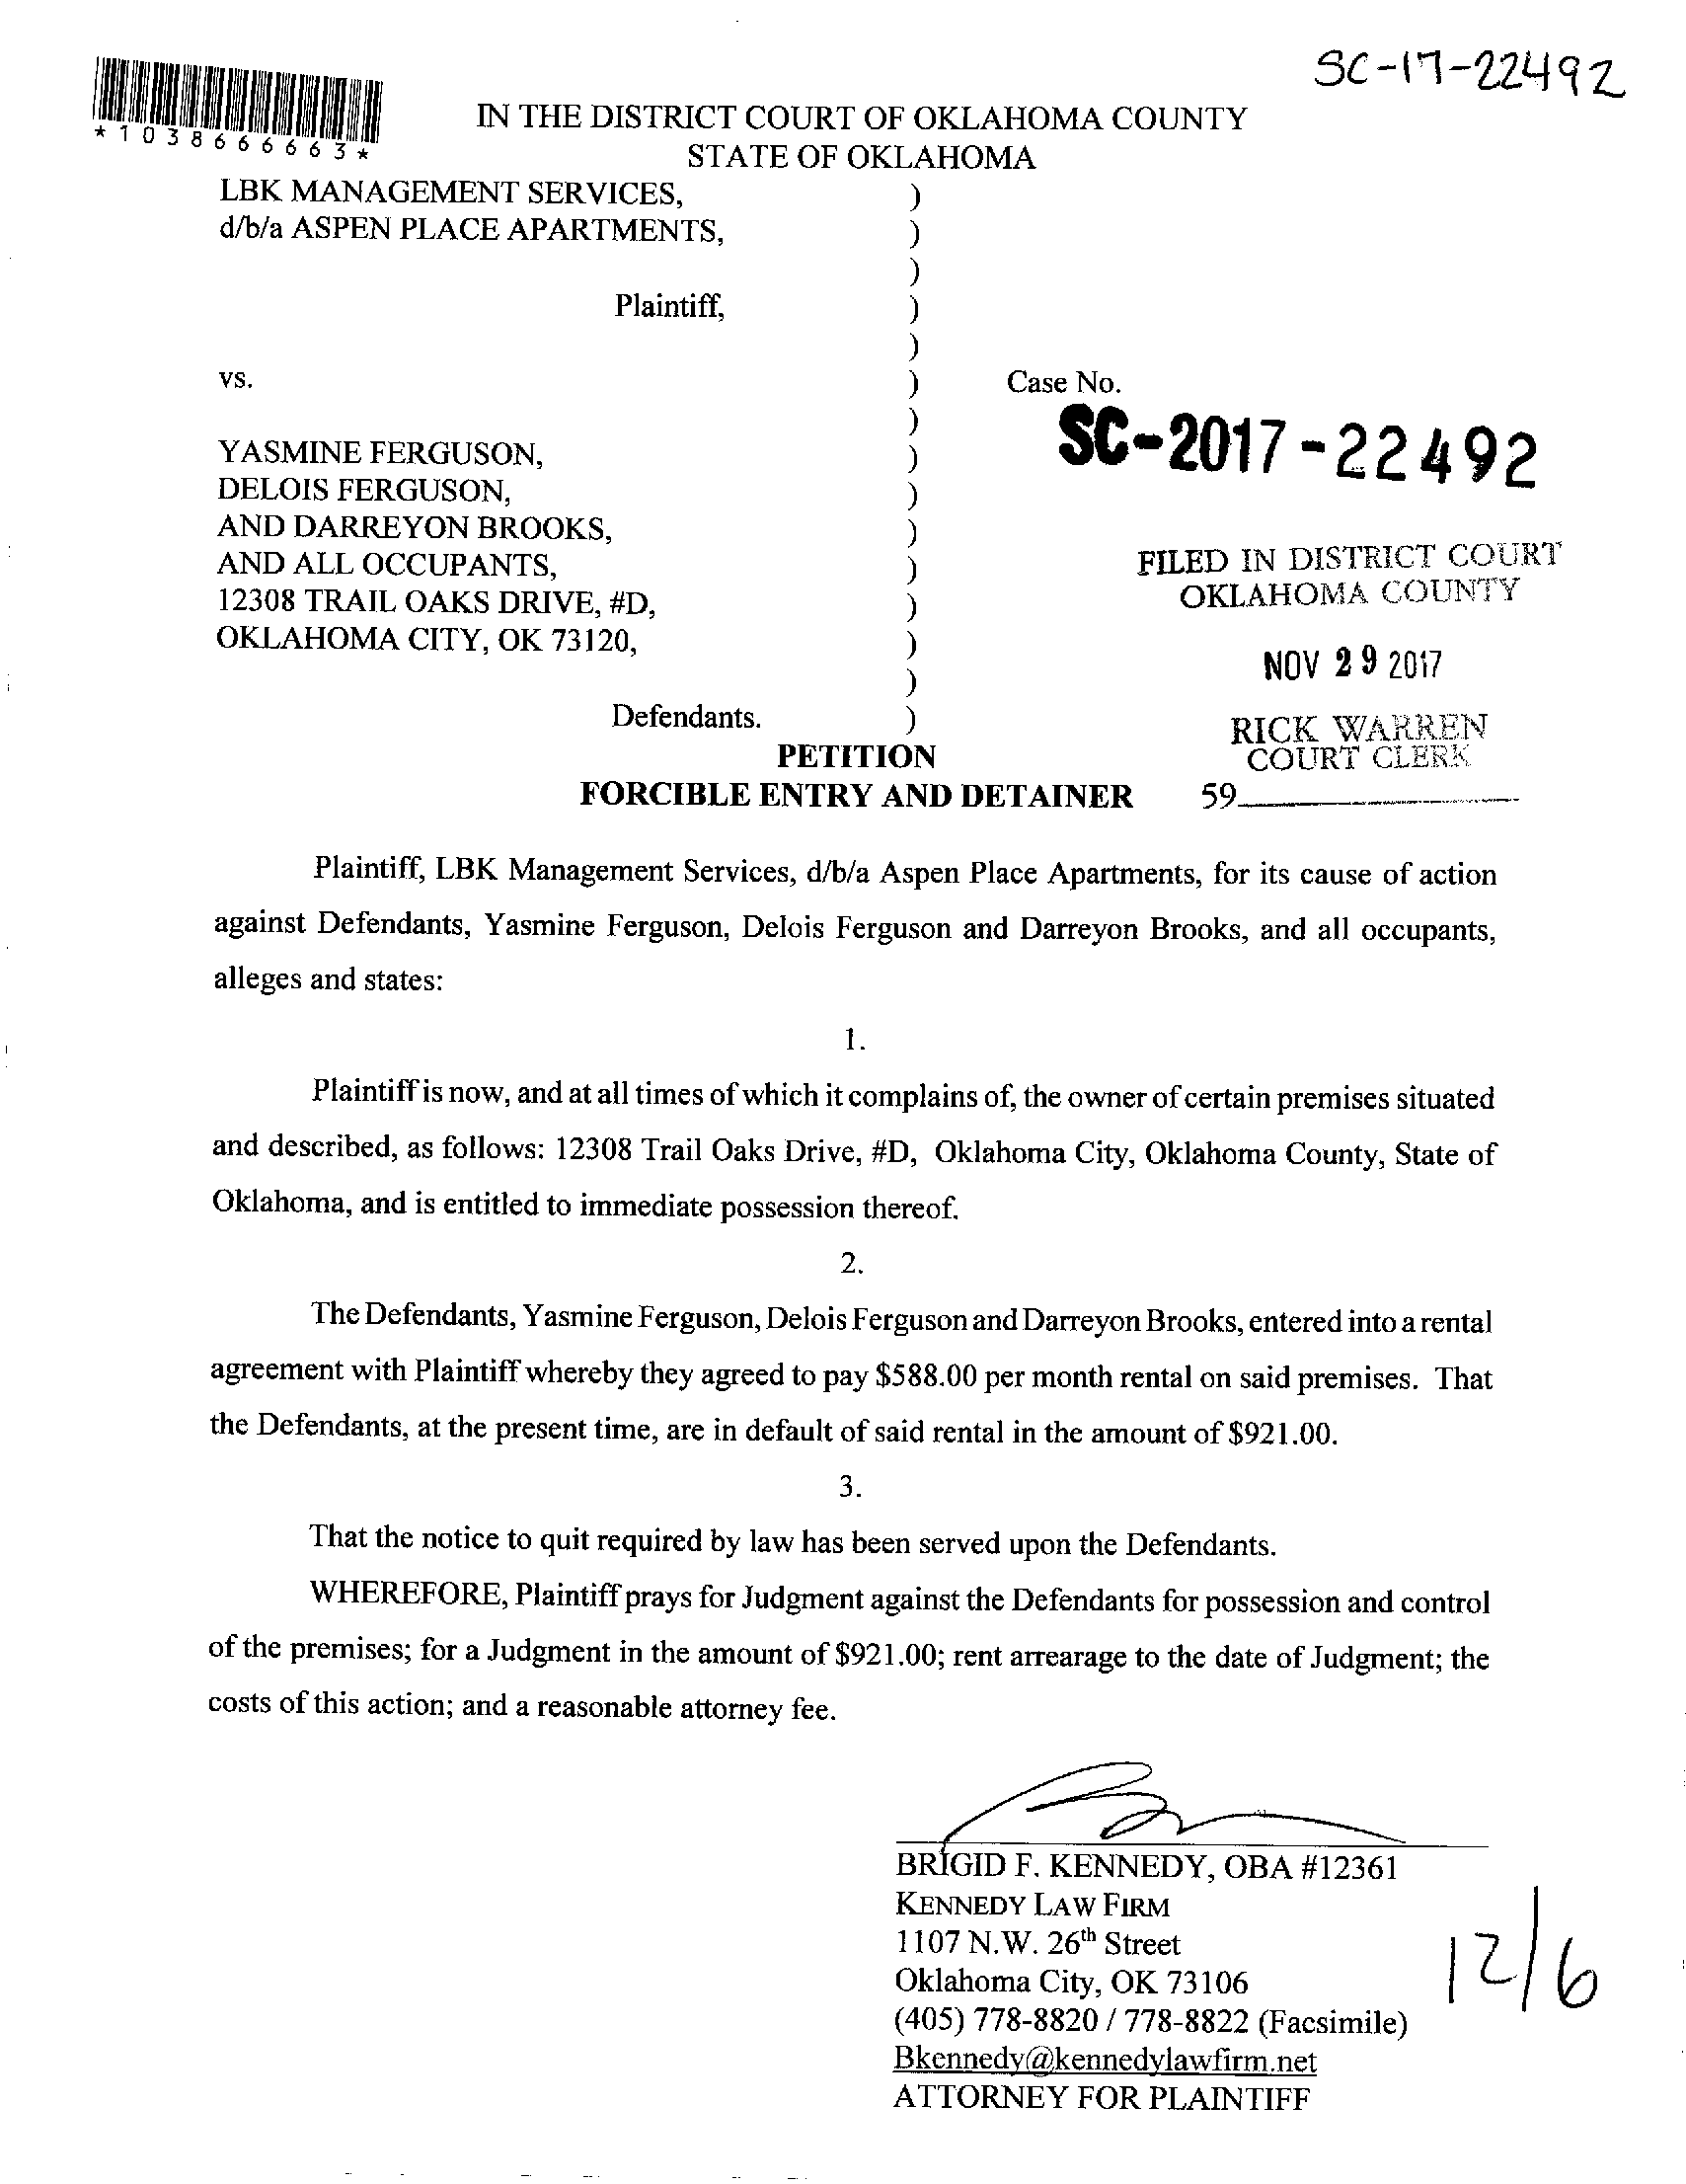 SC-17-22492
*1038666663*
IN THE DISTRICT COURT OF OKLAHOMA COUNTY
STATE OF OKLAHOMA
LBK MANAGEMENT SERVICES, )
d/b/a ASPEN PLACE APARTMENTS, )
)
Plaintiff, )
)
vs. ) Case No.
) SC-2017-22492
YASMINE FERGUSON, )
DELOIS FERGUSON, )
AND DARREYON BROOKS, )
AND ALL OCCUPANTS, ) FILED IN DISTRICT COURT
12308 TRAIL OAKS DRIVE, #D, ) OKLAHOMA COUNTY
OKLAHOMA CITY, OK 73120, )
) NOV 29 2017
Defendants. ) RICK WARREN
PETITION COURT CLERK
FORCIBLE ENTRY AND DETAINER 59
Plaintiff, LBK Management Services, d/b/a Aspen Place Apartments, for its cause of action
against Defendants, Yasmine Ferguson, Delois Ferguson and Darreyon Brooks, and all occupants,
alleges and states:
1.
Plaintiff is now, and at all times of which it complains of, the owner of certain premises situated
and described, as follows: 12308 Trail Oaks Drive, #D, Oklahoma City, Oklahoma County, State of
Oklahoma, and is entitled to immediate possession thereof.
2.
The Defendants, Yasmine Ferguson, Delois Ferguson and Darreyon Brooks, entered into a rental
agreement with Plaintiff whereby they agreed to pay $588.00 per month rental on said premises. That
the Defendants, at the present time, are in default of said rental in the amount of $921.00.
3.
That the notice to quit required by law has been served upon the Defendants.
WHEREFORE, Plaintiff prays for Judgment against the Defendants for possession and control
of the premises; for a Judgment in the amount of $921.00; rent arrearage to the date of Judgment; the
costs of this action; and a reasonable attorney fee.
BRIGID F. KENNEDY, OBA #12361
KENNEDY LAW FIRM
1107 N.W. 26th Street
Oklahoma City, OK 73106
(405) 778-8820 / 778-8822 (Facsimile)
Bkennedy@kennedylawfirm.net
ATTORNEY FOR PLAINTIFF
12/6